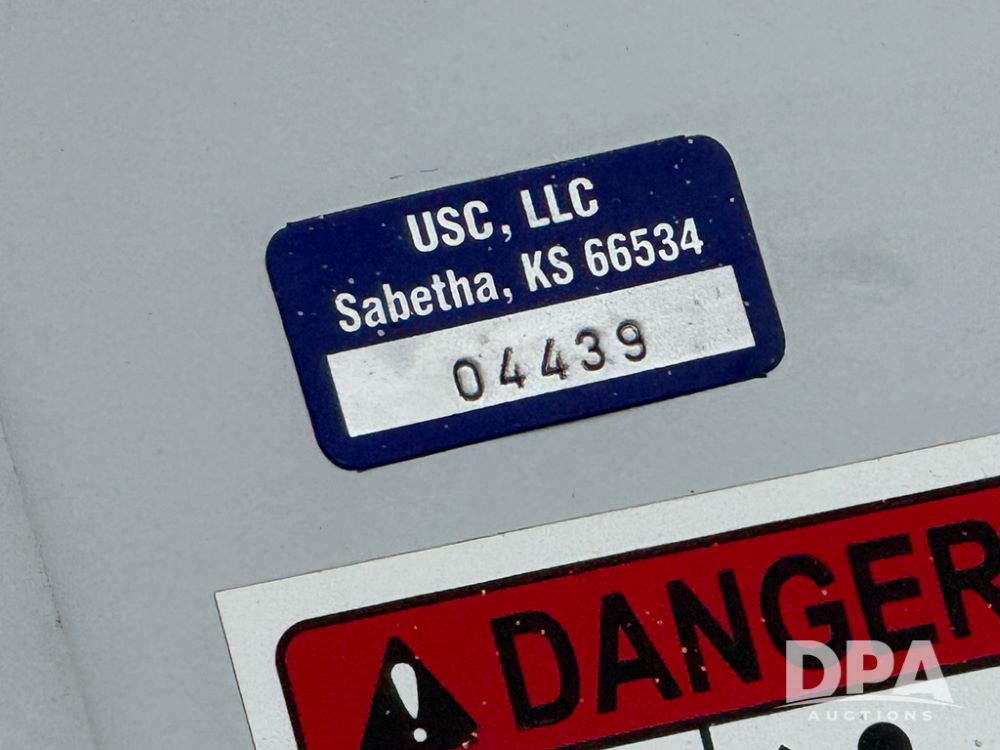 USC, LLC
Sabetha, KS 66534
04439
DANGER
DPA
AUCTIONS